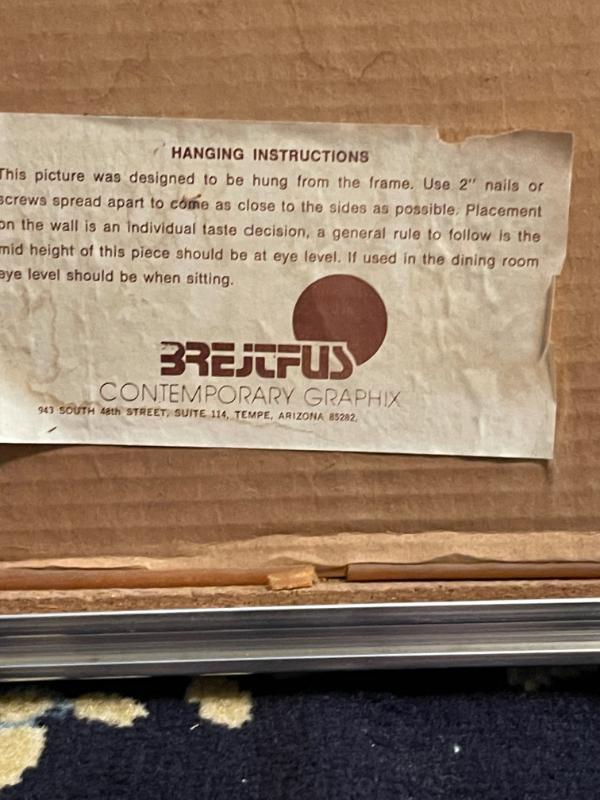 HANGING INSTRUCTIONS
This picture was designed to be hung from the frame. Use 2" nails or
screws spread apart to come as close to the sides as possible. Placement
on the wall is an individual taste decision, a general rule to follow is the
mid height of this piece should be at eye level. If used in the dining room
eye level should be when sitting.
BREJTFUS
CONTEMPORARY GRAPHIX
943 SOUTH 48th STREET, SUITE 114, TEMPE, ARIZONA 85282,